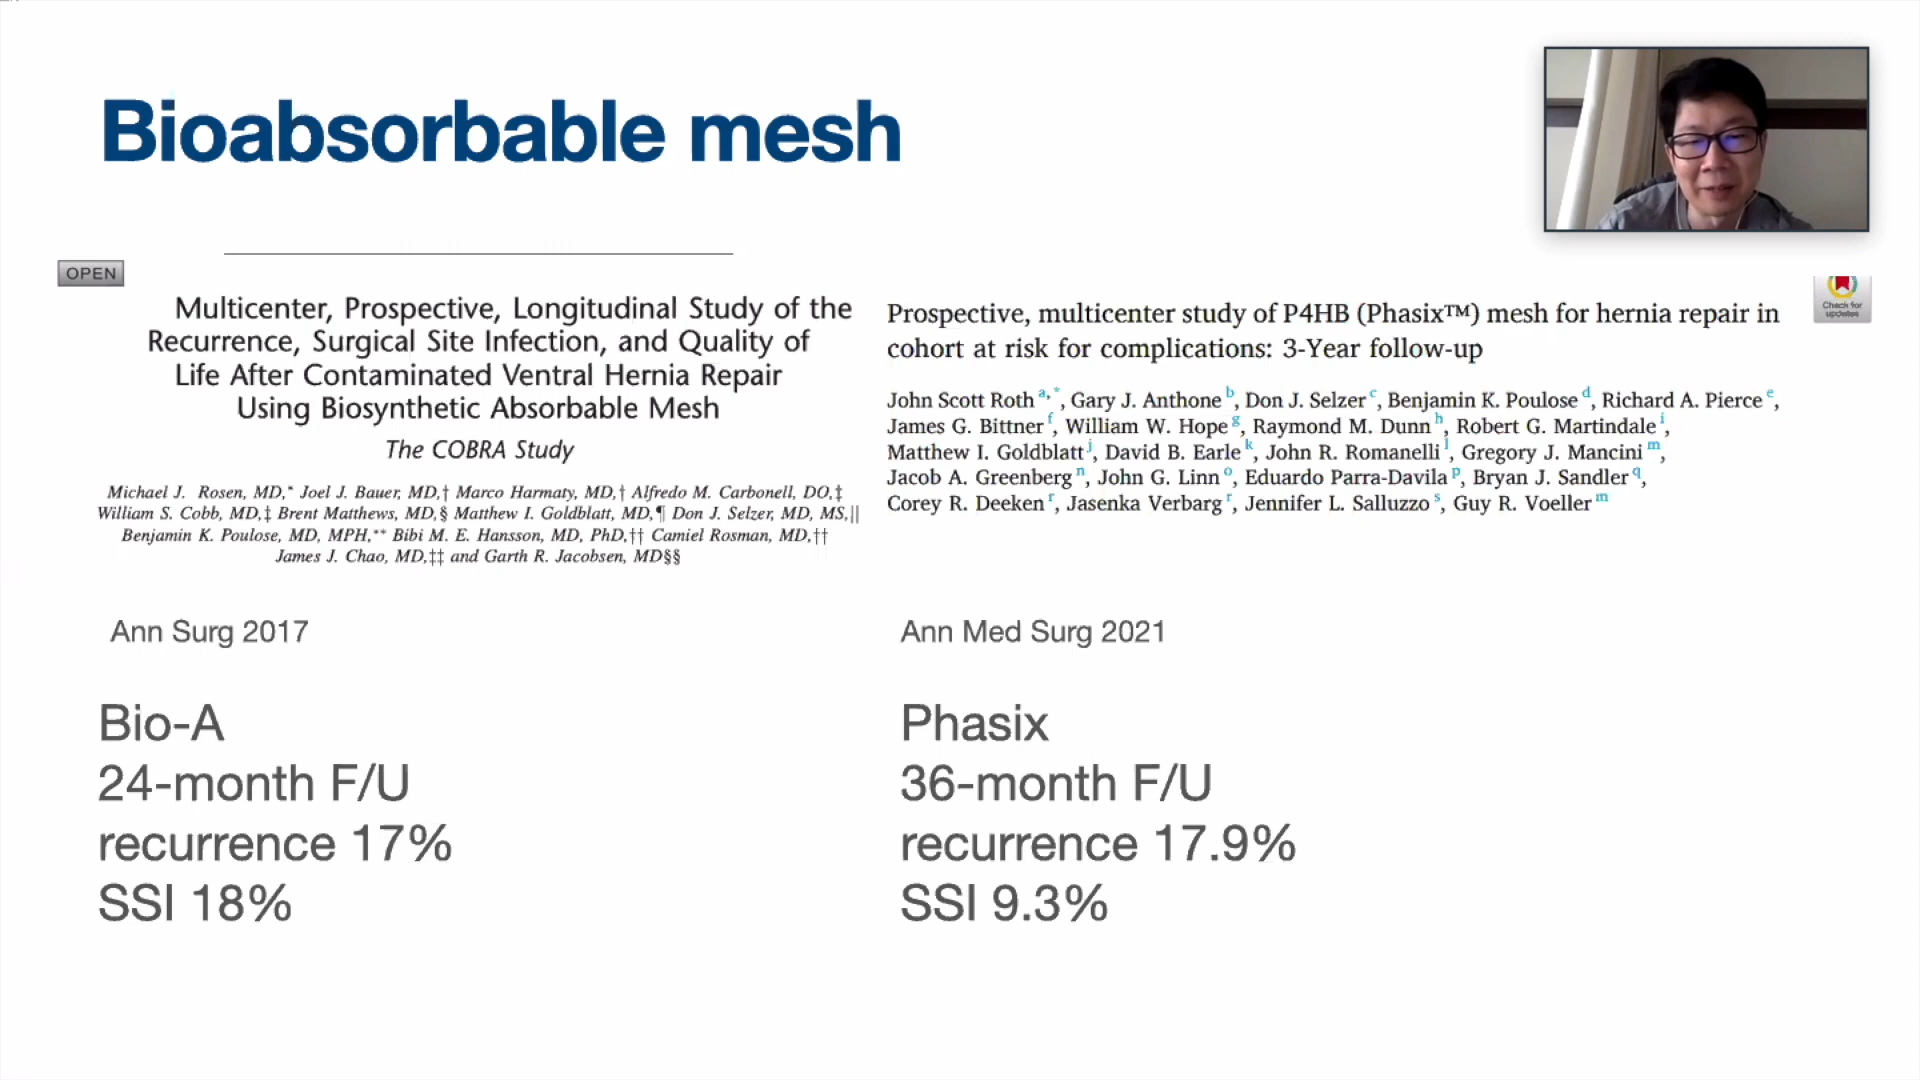 Bioabsorbable mesh
OPEN
Multicenter, Prospective, Longitudinal Study of the
Recurrence, Surgical Site Infection, and Quality of
Life After Contaminated Ventral Hernia Repair
Using Biosynthetic Absorbable Mesh
The COBRA Study
Michael J. Rosen, MD,* Joel J. Bauer, MD,† Marco Harmaty, MD,† Alfredo M. Carbonell, DO,‡
William S. Cobb, MD,‡ Brent Matthews, MD,§ Matthew I. Goldblatt, MD,¶ Don J. Selzer, MD, MS,||
Benjamin K. Poulose, MD, MPH,** Bibi M. E. Hansson, MD, PhD,†† Camiel Rosman, MD,††
James J. Chao, MD,‡‡ and Garth R. Jacobsen, MD§§
Ann Surg 2017
Bio-A
24-month F/U
recurrence 17%
SSI 18%
Prospective, multicenter study of P4HB (Phasix™) mesh for hernia repair in
cohort at risk for complications: 3-Year follow-up
Check for
updates
John Scott Roth a,*, Gary J. Anthone b, Don J. Selzer c, Benjamin K. Poulose d, Richard A. Pierce e,
James G. Bittner f, William W. Hope g, Raymond M. Dunn h, Robert G. Martindale i,
Matthew I. Goldblatt j, David B. Earle k, John R. Romanelli l, Gregory J. Mancini m,
Jacob A. Greenberg n, John G. Linn o, Eduardo Parra-Davila p, Bryan J. Sandler q,
Corey R. Deeken r, Jasenka Verbarg r, Jennifer L. Salluzzo s, Guy R. Voeller m
Ann Med Surg 2021
Phasix
36-month F/U
recurrence 17.9%
SSI 9.3%